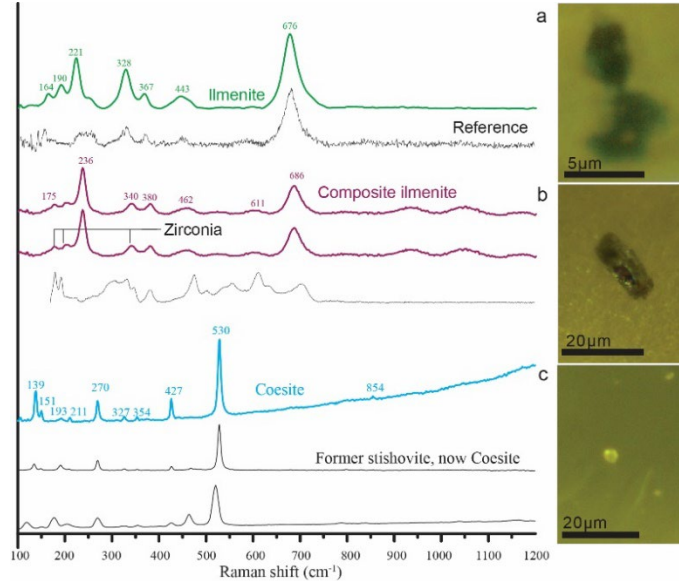 a
676
221
328
190
164
367
443
Ilmenite
Reference
5µm
b
236
686
175
340
380
462
611
Composite ilmenite
Zirconia
20µm
c
530
139
151
193
211
270
327
354
427
854
Coesite
Former stishovite, now Coesite
20µm
100 200 300 400 500 600 700 800 900 1000 1100 1200
Raman shift (cm⁻¹)